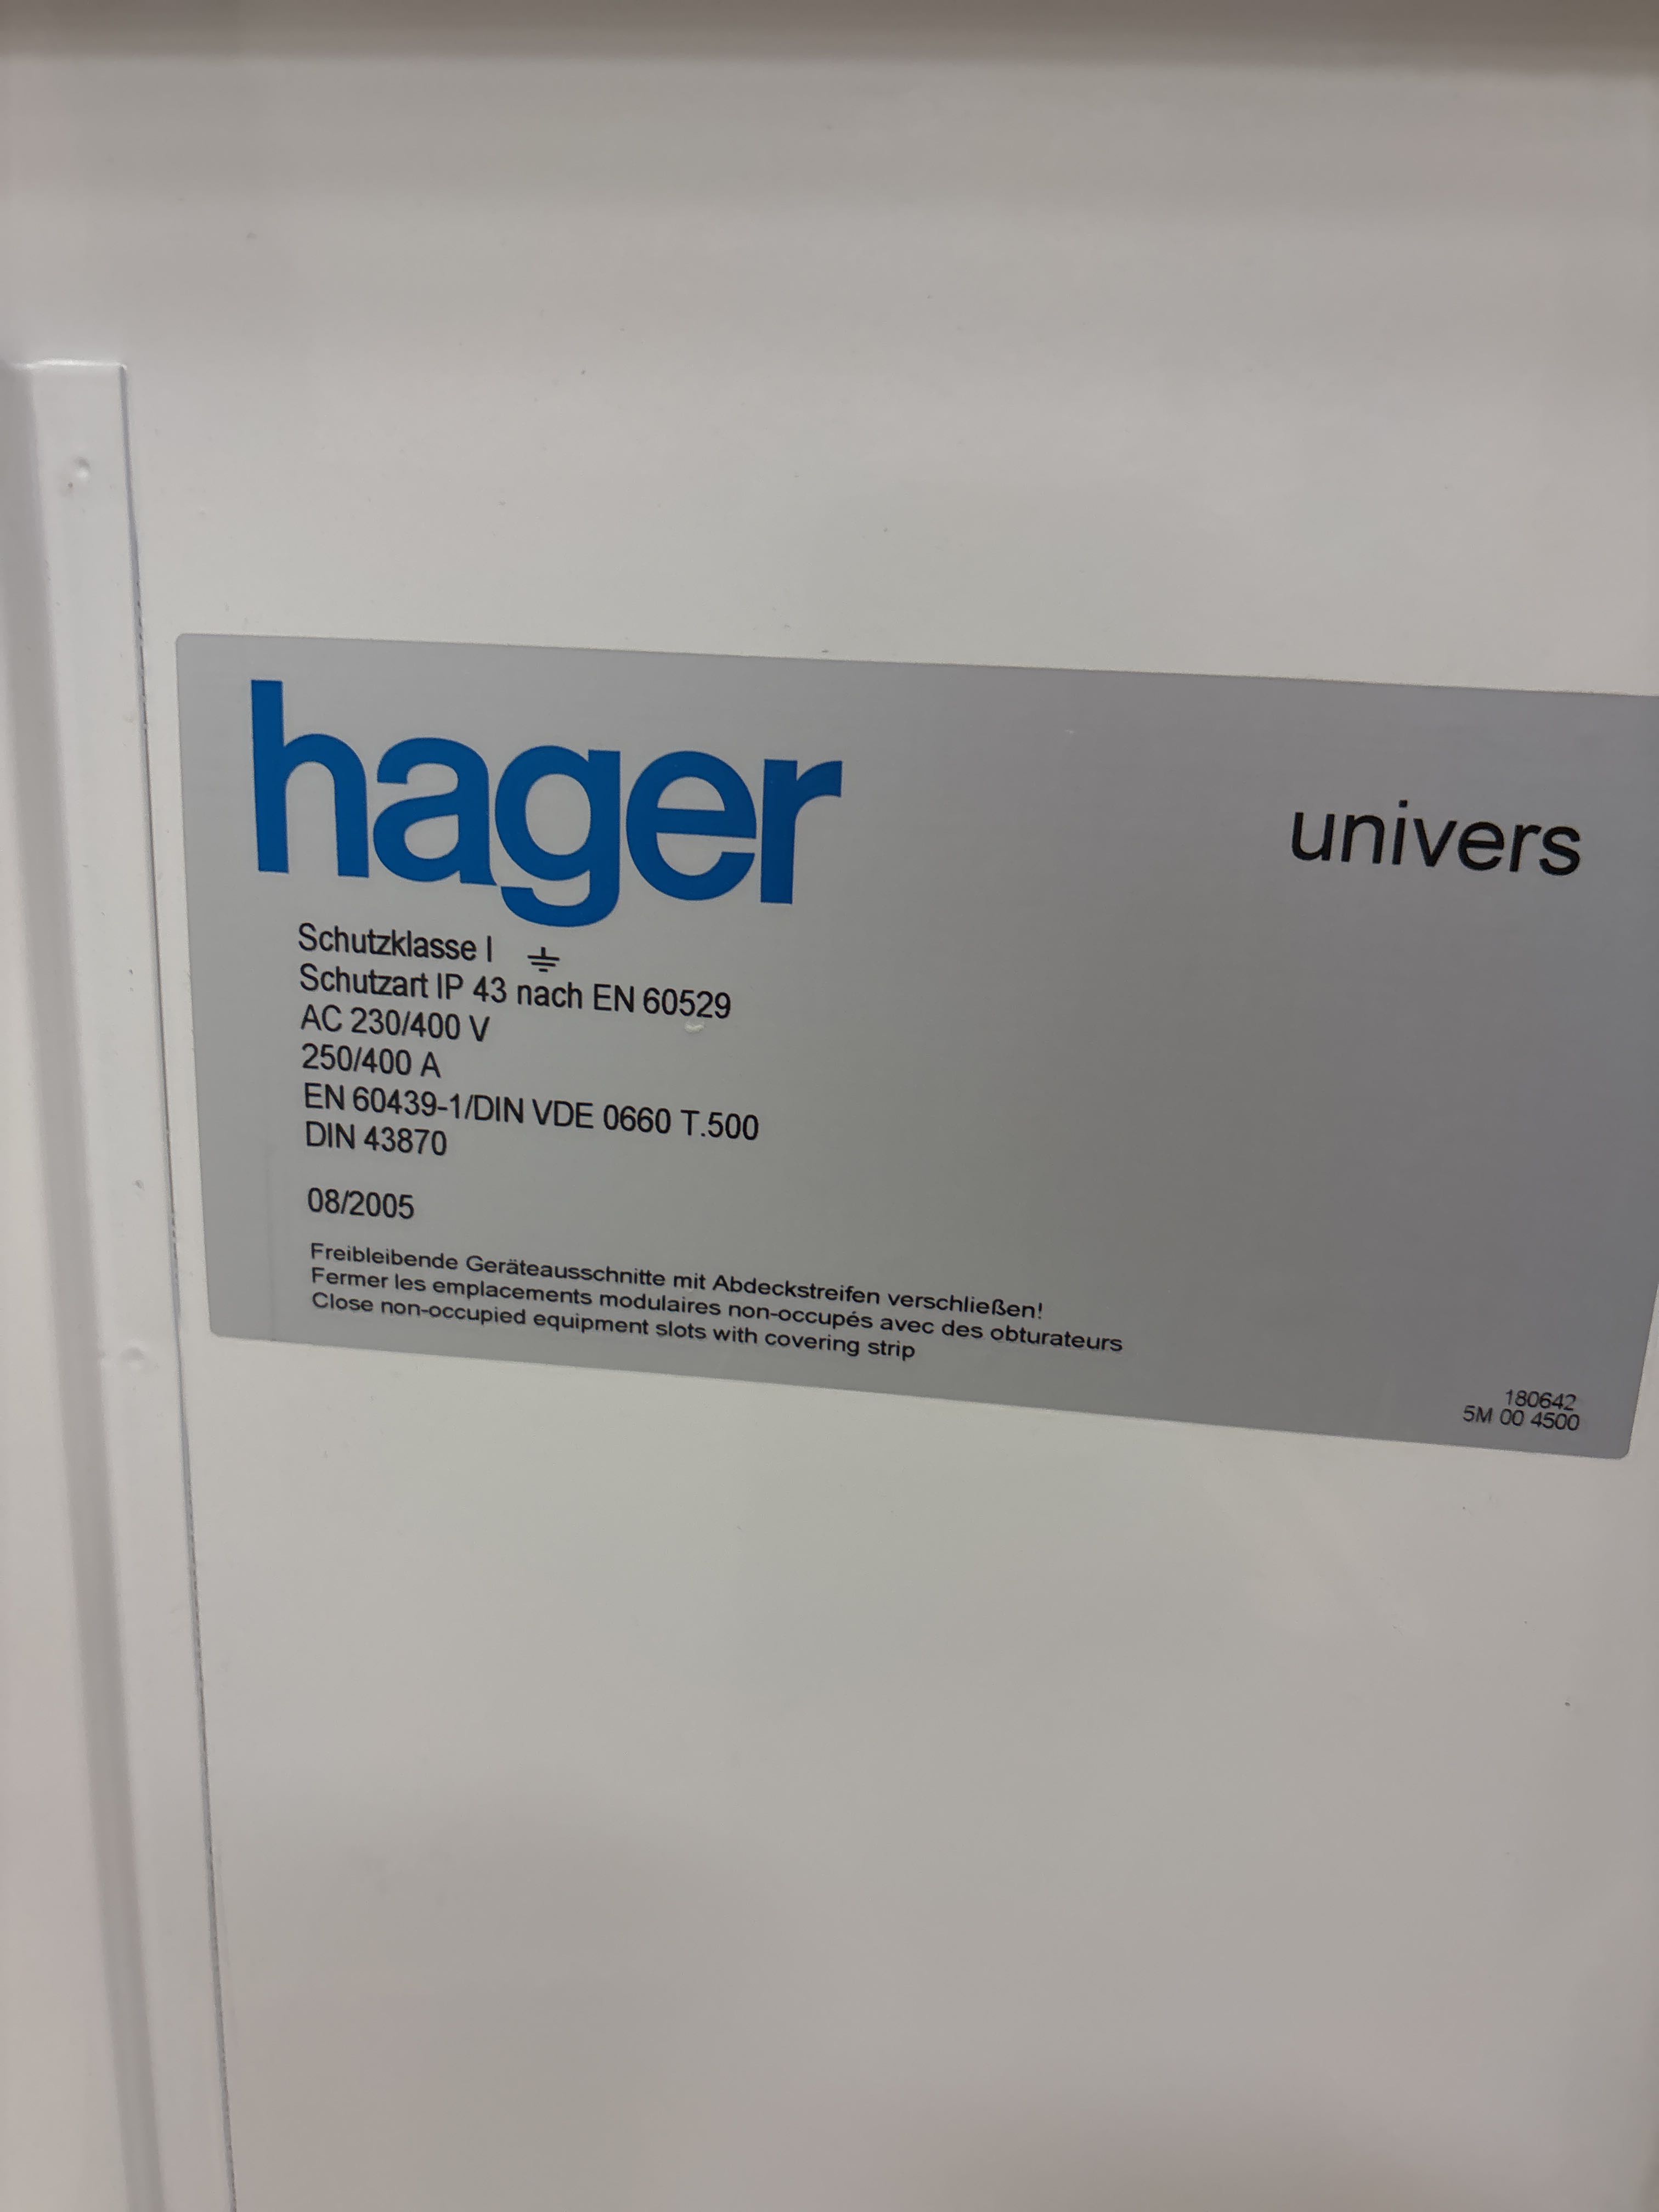 hager
univers
Schutzklasse I
Schutzart IP 43 nach EN 60529
AC 230/400 V
250/400 A
EN 60439-1/DIN VDE 0660 T.500
DIN 43870
08/2005
Freibleibende Geräteausschnitte mit Abdeckstreifen verschließen!
Fermer les emplacements modulaires non-occupés avec des obturateurs
Close non-occupied equipment slots with covering strip
180642
5M 00 4500